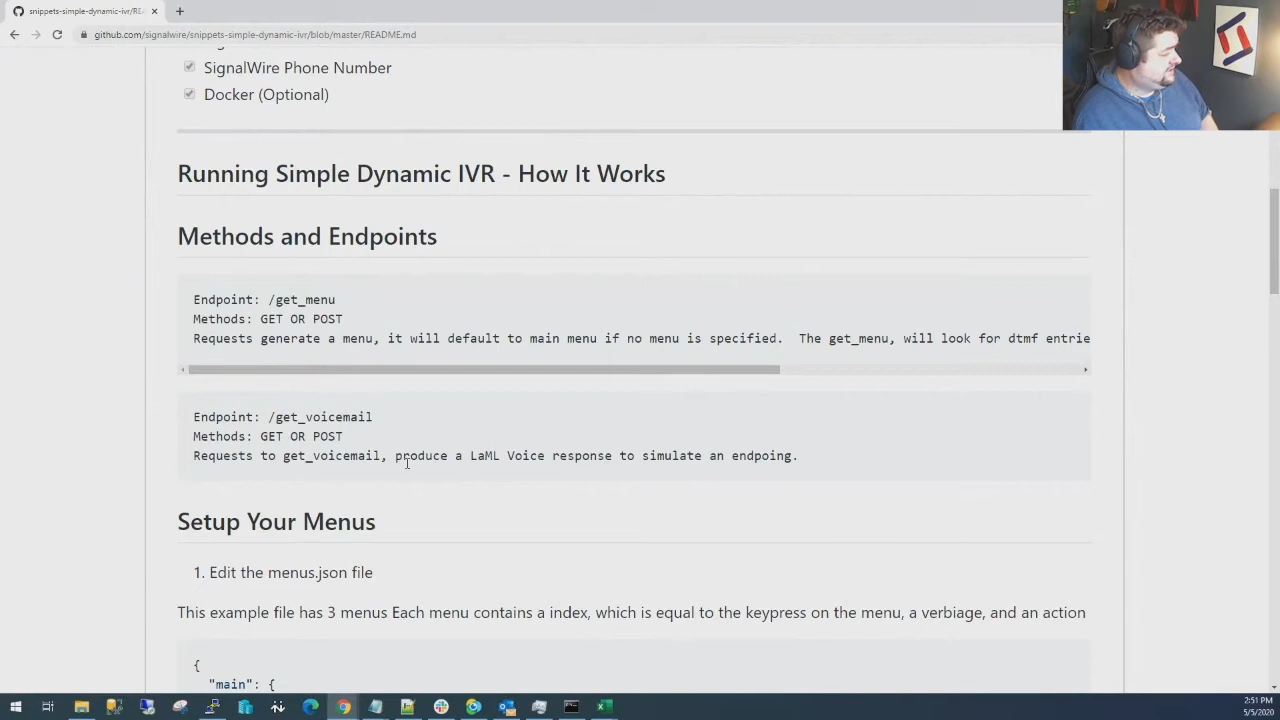 snippets-simple-dynamic-ivr/RE
github.com/signalwire/snippets-simple-dynamic-ivr/blob/master/README.md
SignalWire Phone Number
Docker (Optional)
Running Simple Dynamic IVR - How It Works
Methods and Endpoints
Endpoint: /get_menu
Methods: GET OR POST
Requests generate a menu, it will default to main menu if no menu is specified.  The get_menu, will look for dtmf entrie
Endpoint: /get_voicemail
Methods: GET OR POST
Requests to get_voicemail, produce a LaML Voice response to simulate an endpoing.
Setup Your Menus
1. Edit the menus.json file
This example file has 3 menus Each menu contains a index, which is equal to the keypress on the menu, a verbiage, and an action
{
"main": {
2:51 PM
5/5/2020